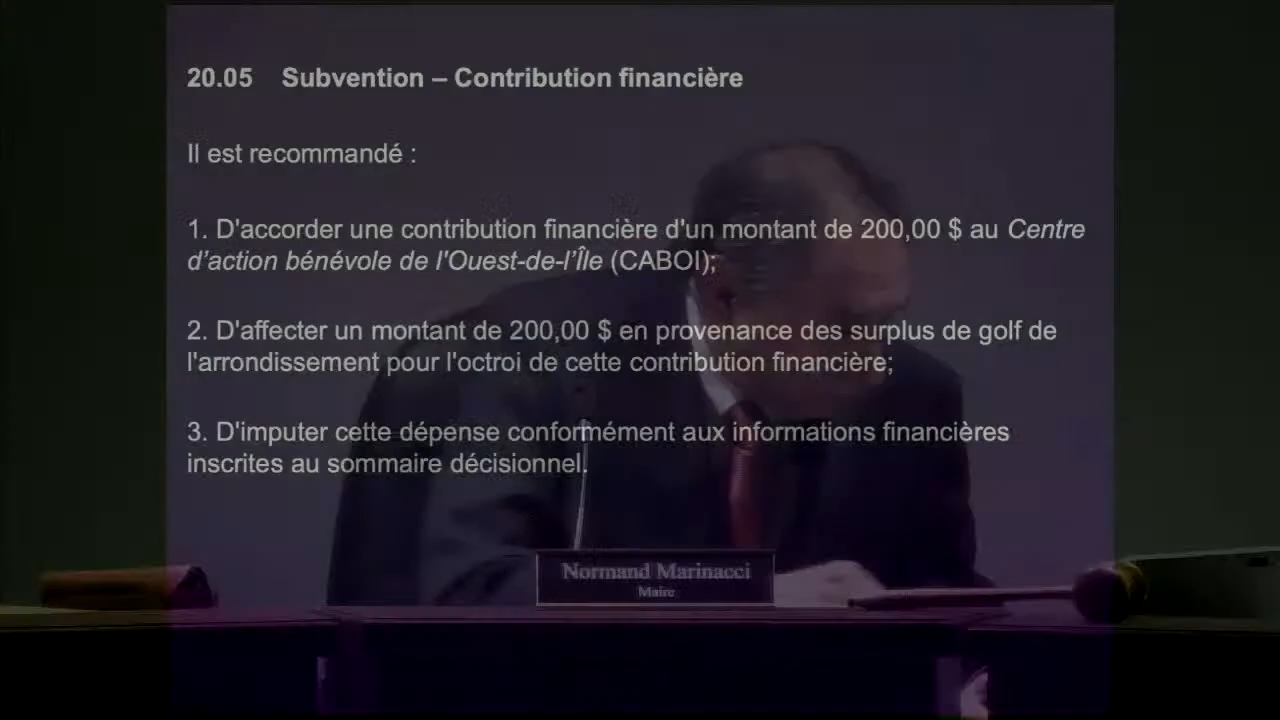 20.05 Subvention – Contribution financière
Il est recommandé :
1. D'accorder une contribution financière d'un montant de 200,00 $ au Centre
d’action bénévole de l'Ouest-de-l’Île (CABOI);
2. D'affecter un montant de 200,00 $ en provenance des surplus de golf de
l'arrondissement pour l'octroi de cette contribution financière;
3. D'imputer cette dépense conformément aux informations financières
inscrites au sommaire décisionnel.
Normand Marinacci
Maire